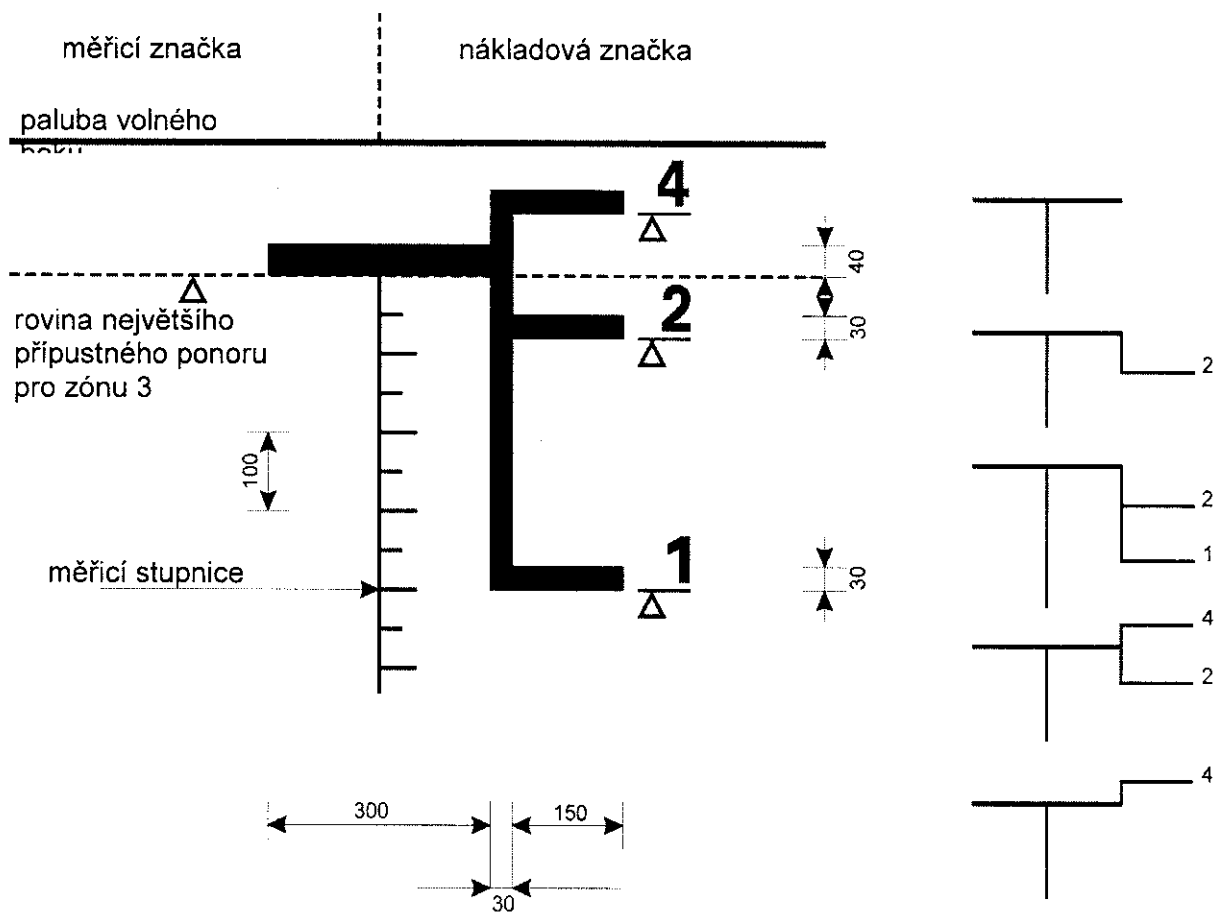 měřicí značka
nákladová značka
paluba volného
4
40
2
30
rovina největšího
přípustného ponoru
pro zónu 3
100
1
30
měřicí stupnice
300
150
30
2
2
1
4
2
4